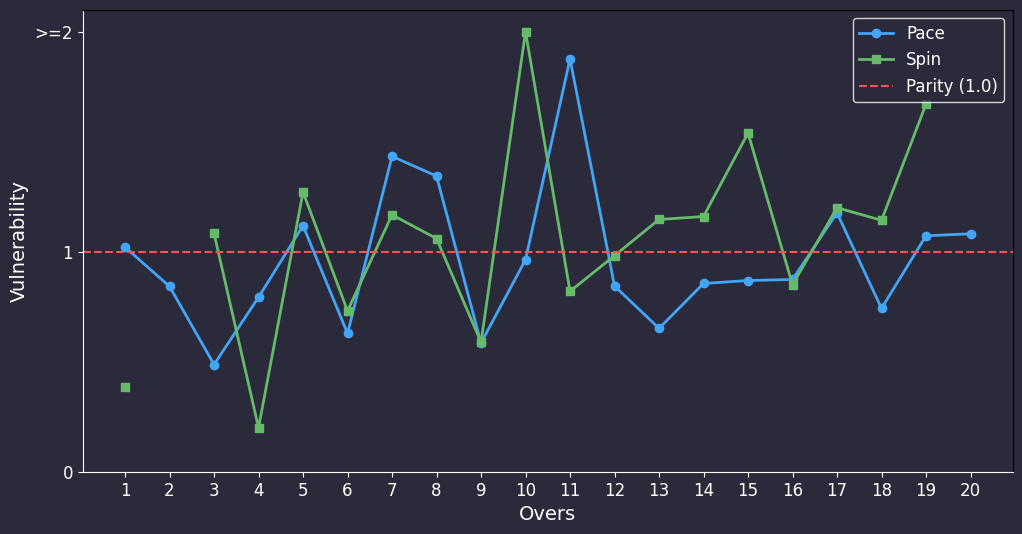 >=2
1
0
Vulnerability
1 2 3 4 5 6 7 8 9 10 11 12 13 14 15 16 17 18 19 20
Overs
Pace
Spin
Parity (1.0)